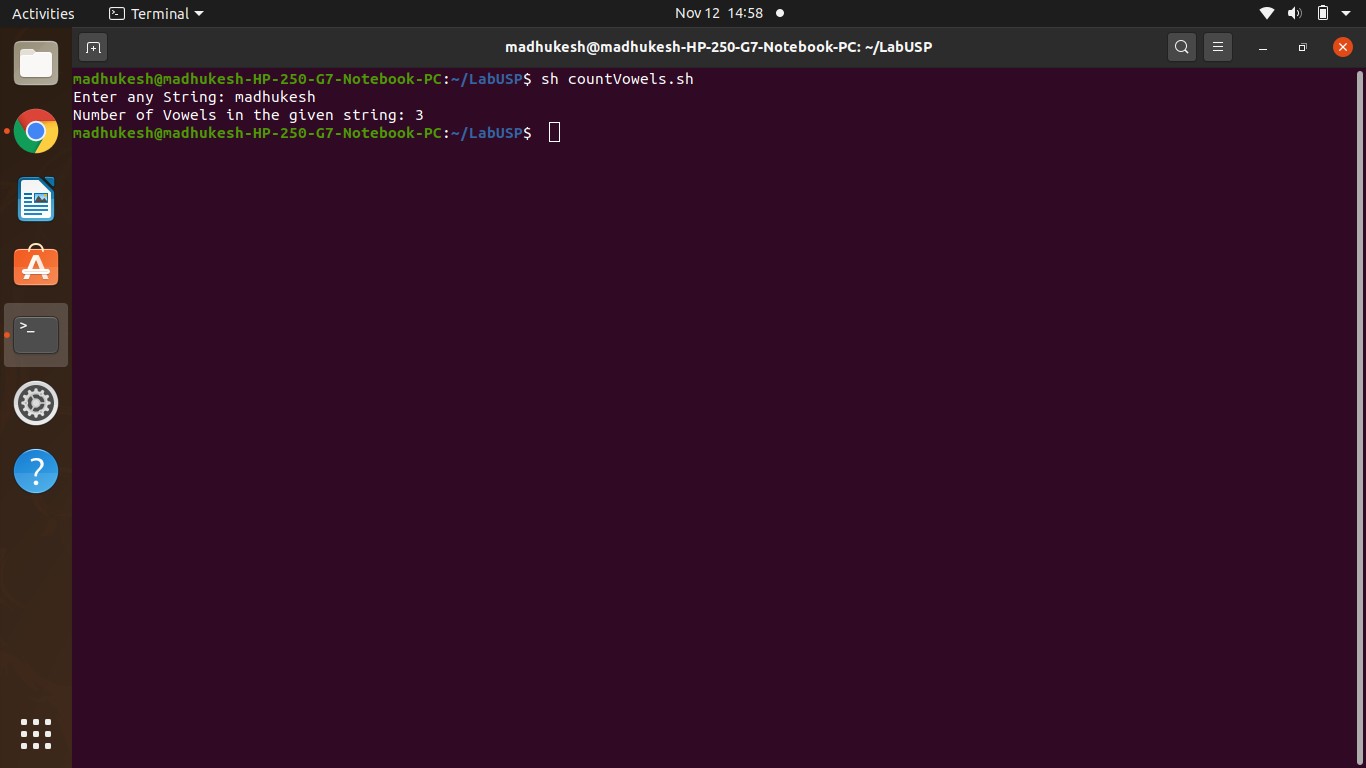 Activities Terminal Nov 12 14:58
madhukesh@madhukesh-HP-250-G7-Notebook-PC: ~/LabUSP
madhukesh@madhukesh-HP-250-G7-Notebook-PC:~/LabUSP$ sh countVowels.sh
Enter any String: madhukesh
Number of Vowels in the given string: 3
madhukesh@madhukesh-HP-250-G7-Notebook-PC:~/LabUSP$
>_
?